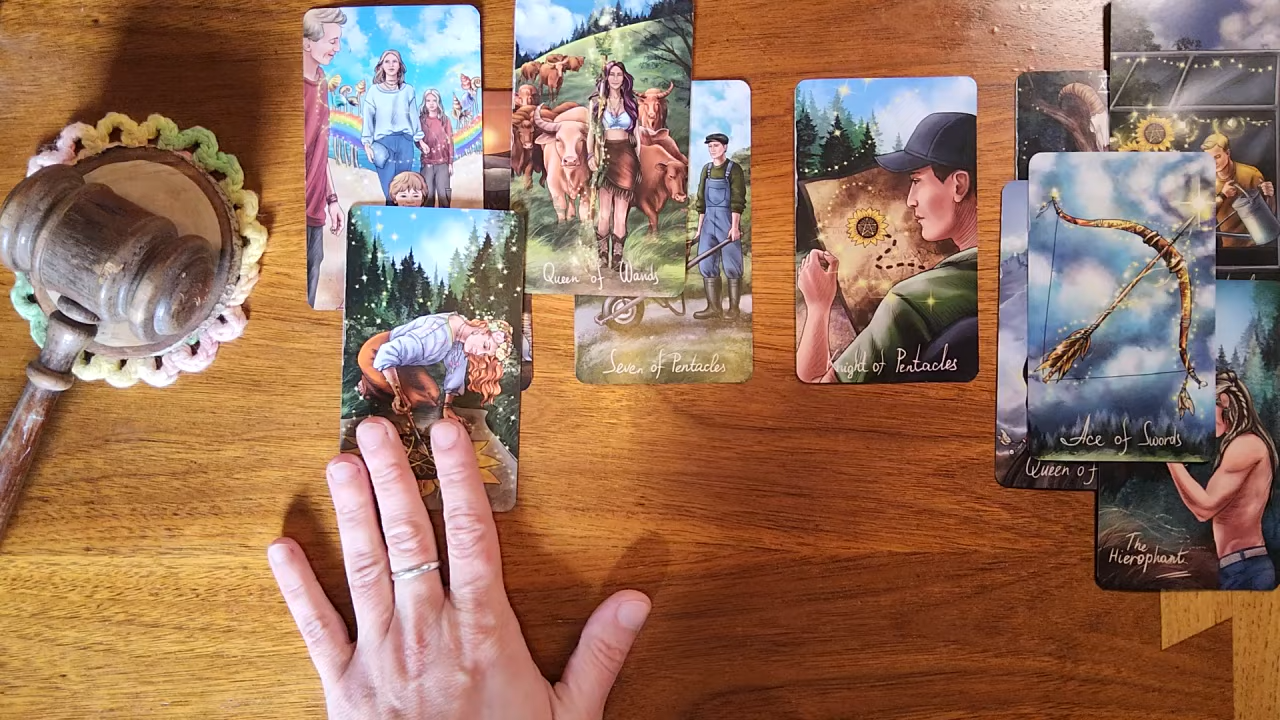 Queen of Wands
Seven of Pentacles
Knight of Pentacles
Ace of Swords
Queen of
The
Hierophant